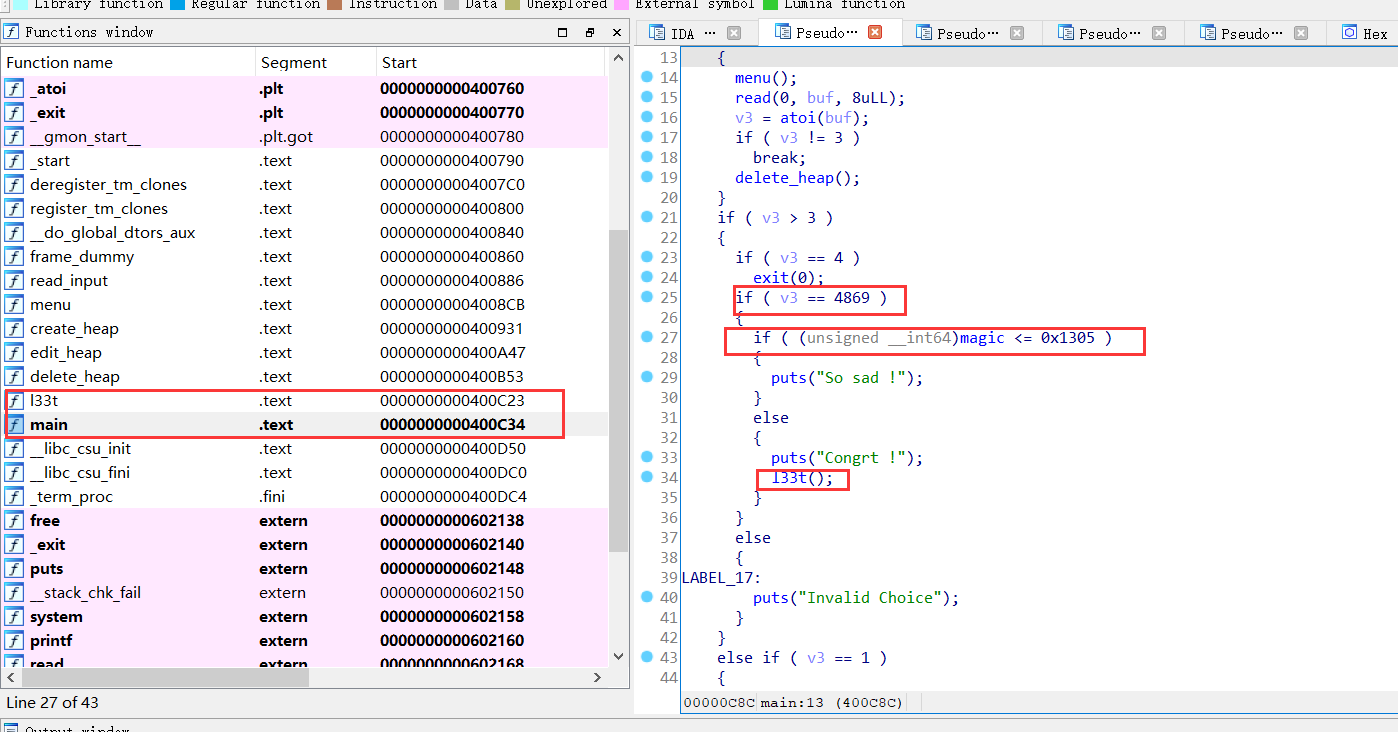 Library function Regular function Instruction Data Unexplored External symbol Lumina function
Functions window
Function name Segment Start
_atoi .plt 0000000000400760
_exit .plt 0000000000400770
__gmon_start__ .plt.got 0000000000400780
_start .text 0000000000400790
deregister_tm_clones .text 00000000004007C0
register_tm_clones .text 0000000000400800
__do_global_dtors_aux .text 0000000000400840
frame_dummy .text 0000000000400860
read_input .text 0000000000400886
menu .text 00000000004008CB
create_heap .text 0000000000400931
edit_heap .text 0000000000400A47
delete_heap .text 0000000000400B53
l33t .text 0000000000400C23
main .text 0000000000400C34
__libc_csu_init .text 0000000000400D50
__libc_csu_fini .text 0000000000400DC0
_term_proc .fini 0000000000400DC4
free extern 0000000000602138
_exit extern 0000000000602140
puts extern 0000000000602148
__stack_chk_fail extern 0000000000602150
system extern 0000000000602158
printf extern 0000000000602160
read extern 0000000000602168
Line 27 of 43
Output window
IDA ··· Pseudo··· Pseudo··· Pseudo··· Pseudo··· Hex
13 {
14 menu();
15 read(0, buf, 8uLL);
16 v3 = atoi(buf);
17 if ( v3 != 3 )
18 break;
19 delete_heap();
20 }
21 if ( v3 > 3 )
22 {
23 if ( v3 == 4 )
24 exit(0);
25 if ( v3 == 4869 )
26 {
27 if ( (unsigned __int64)magic <= 0x1305 )
28 {
29 puts("So sad !");
30 }
31 else
32 {
33 puts("Congrt !");
34 l33t();
35 }
36 }
37 else
38 {
39 LABEL_17:
40 puts("Invalid Choice");
41 }
42 }
43 else if ( v3 == 1 )
44 {
00000C8C main:13 (400C8C)